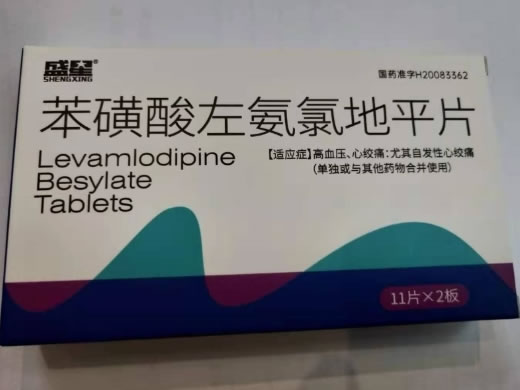 盛星®
SHENGXING
国药准字H20083362
苯磺酸左氨氯地平片
Levamlodipine
Besylate
Tablets
【适应症】高血压、心绞痛：尤其自发性心绞痛
（单独或与其他药物合并使用）
11片×2板